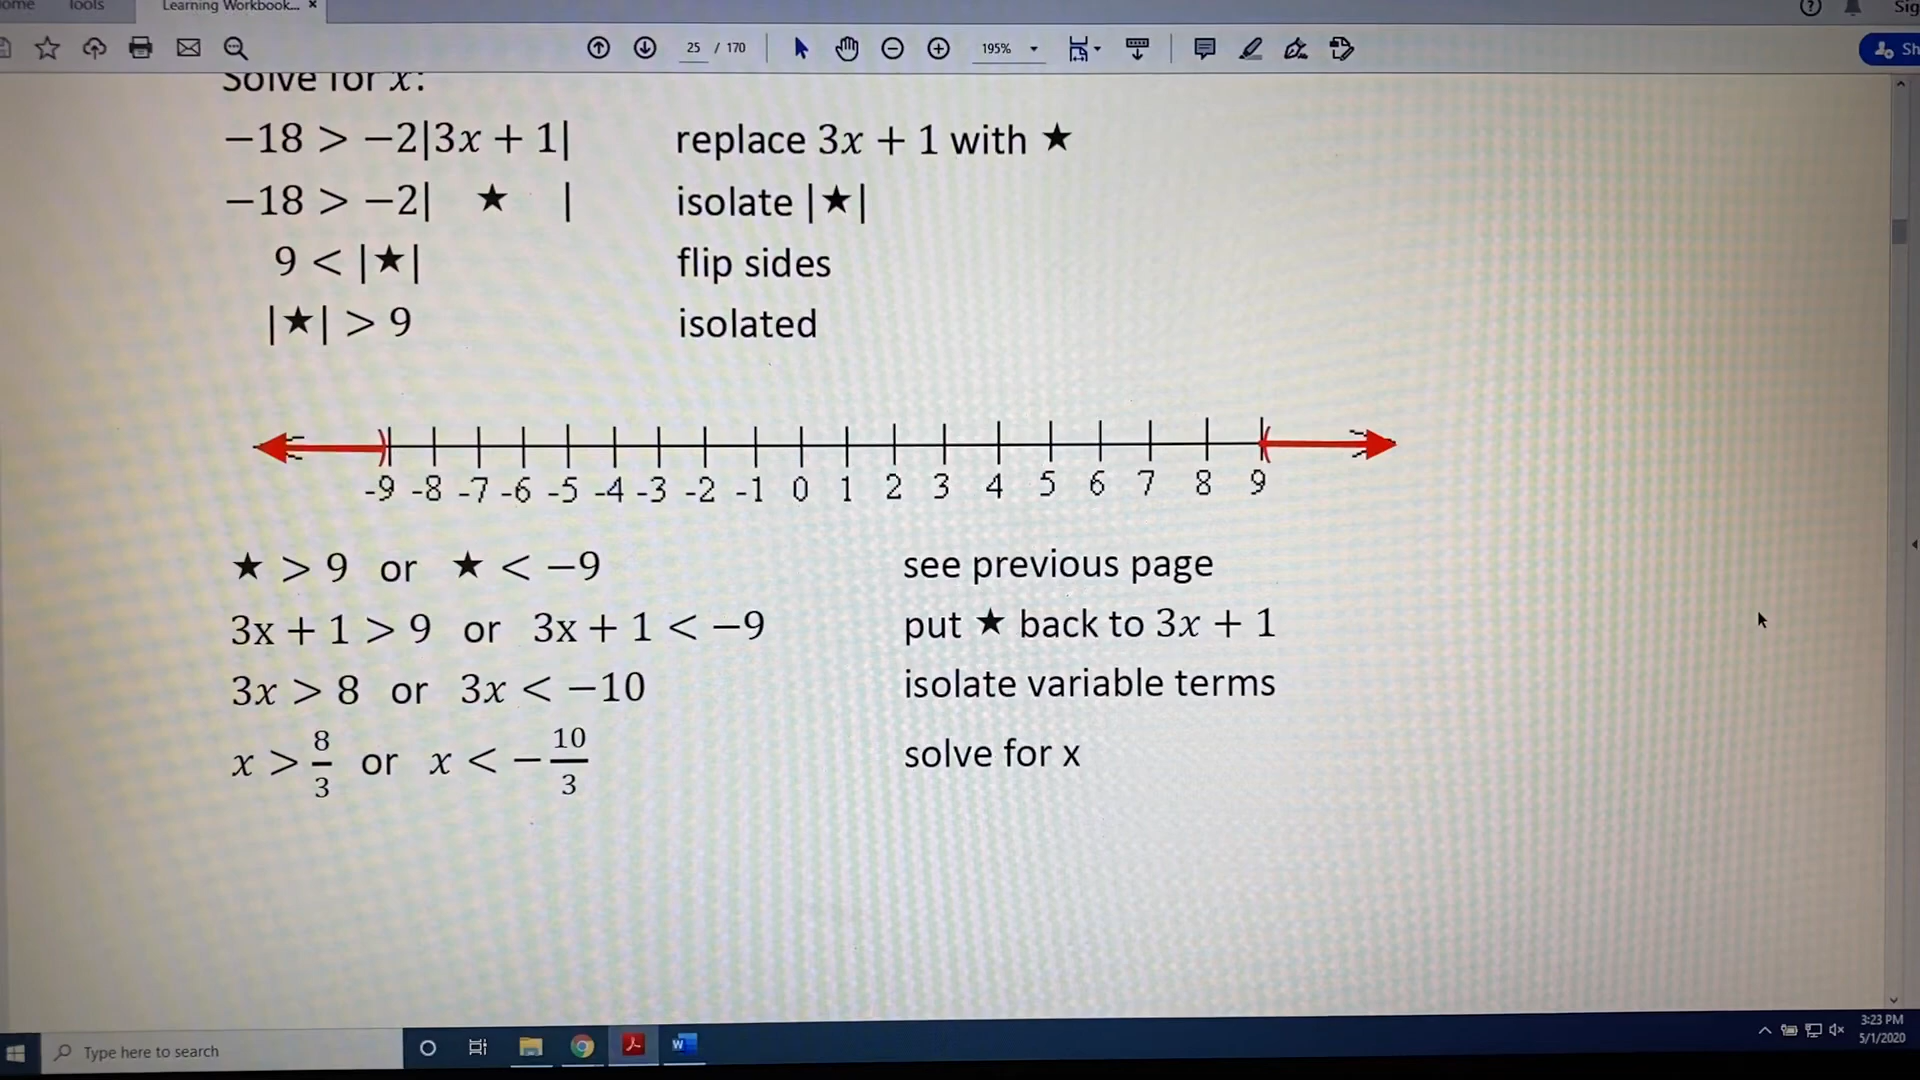 ome Tools Learning Workbook... × Sig
25 / 170 195% Sh
Solve for x:
−18 > −2|3x + 1| replace 3x + 1 with ★
−18 > −2| ★ | isolate |★|
9 < |★| flip sides
|★| > 9 isolated
-9 -8 -7 -6 -5 -4 -3 -2 -1 0 1 2 3 4 5 6 7 8 9
★ > 9 or ★ < −9 see previous page
3x + 1 > 9 or 3x + 1 < −9 put ★ back to 3x + 1
3x > 8 or 3x < −10 isolate variable terms
x > 8/3 or x < − 10/3 solve for x
Type here to search 3:23 PM
5/1/2020